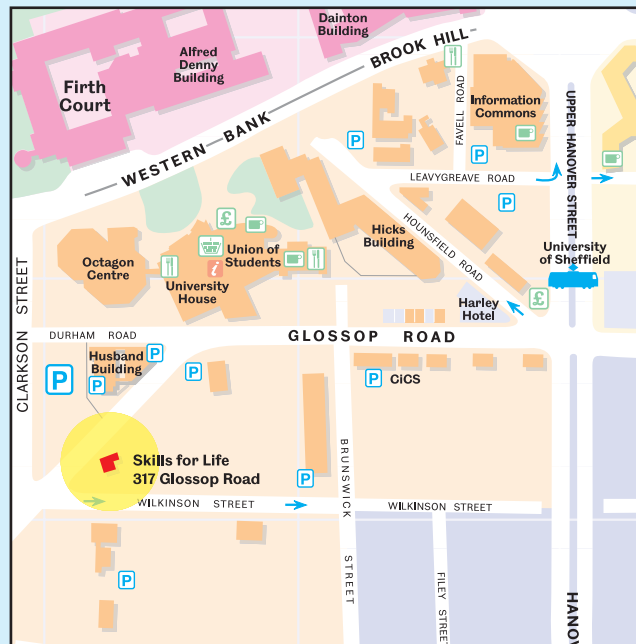 Dainton
Building
BROOK HILL
Alfred
Denny
Building
Firth
Court
WESTERN BANK
FAVELL ROAD
Information
Commons
UPPER HANOVER STREET
P
P
LEAVYGREAVE ROAD
P
HOUNSFIELD ROAD
Hicks
Building
£
Union of
Students
Octagon
Centre
i
University
House
University
of Sheffield
CLARKSON STREET
Harley
Hotel
£
DURHAM ROAD
GLOSSOP ROAD
Husband
Building
P
P
P
P
P
CiCS
BRUNSWICK STREET
Skills for Life
317 Glossop Road
P
WILKINSON STREET
WILKINSON STREET
P
FILEY STREET
HANOV